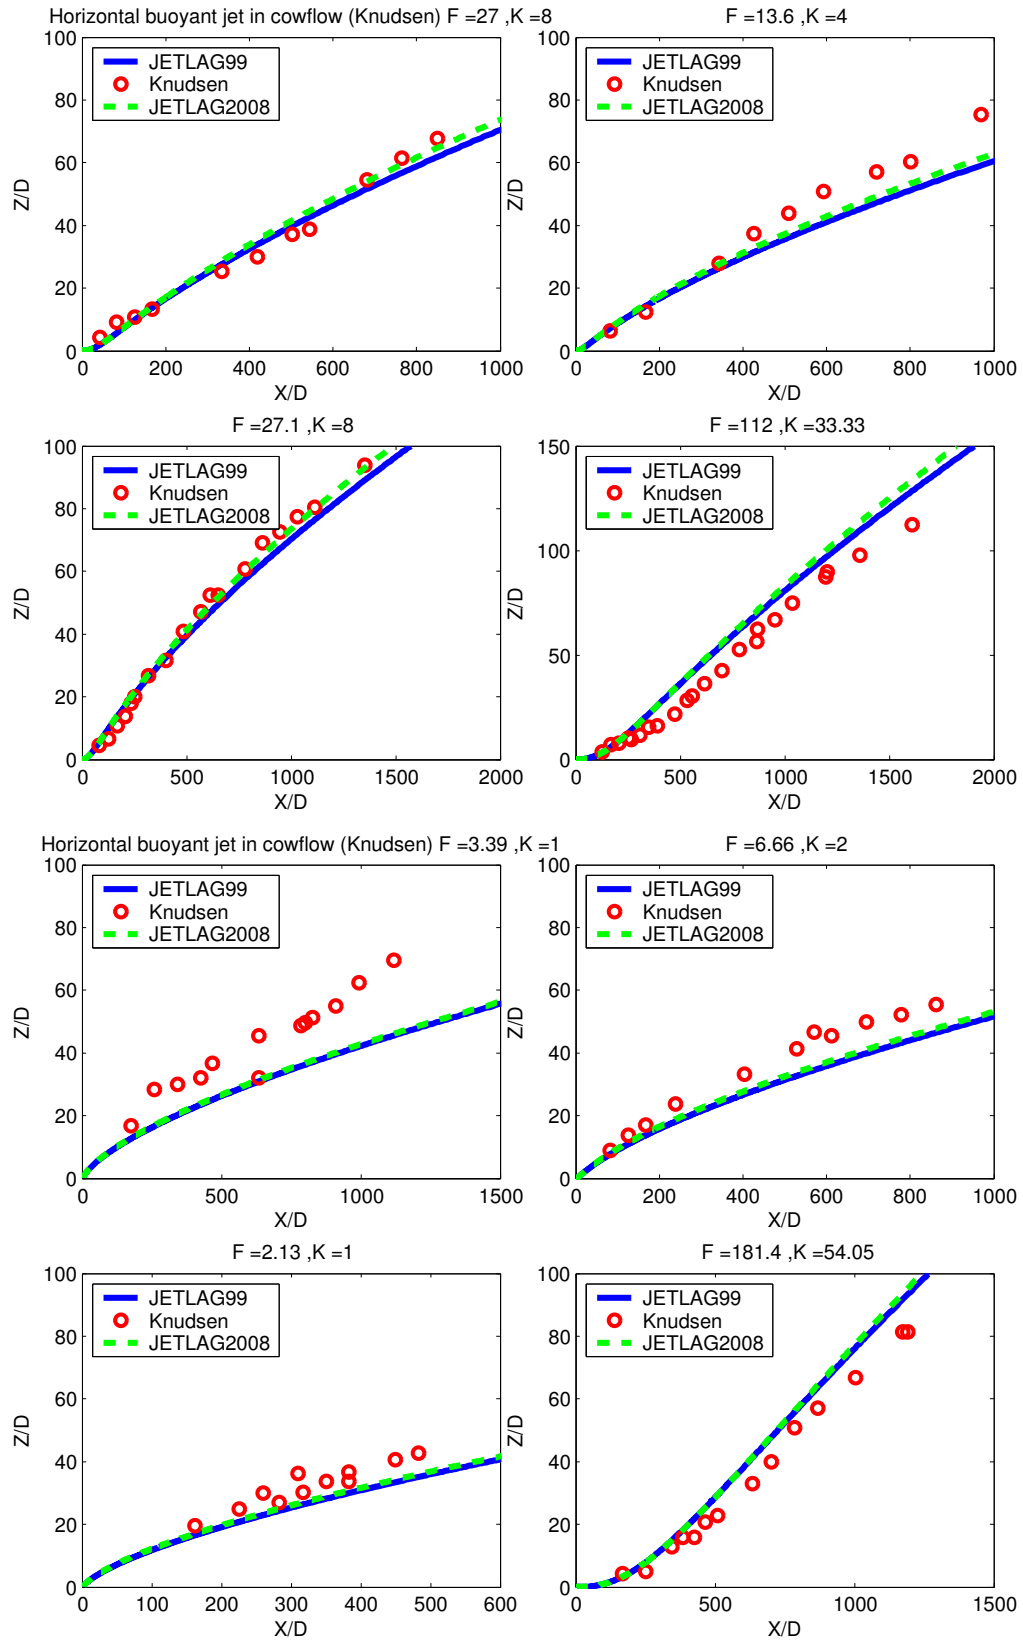 Horizontal buoyant jet in cowflow (Knudsen) F =27 ,K =8
100
80
60
40
20
0
Z/D
JETLAG99
Knudsen
JETLAG2008
0 200 400 600 800 1000
X/D
F =13.6 ,K =4
100
80
60
40
20
0
Z/D
JETLAG99
Knudsen
JETLAG2008
0 200 400 600 800 1000
X/D
F =27.1 ,K =8
100
80
60
40
20
0
Z/D
JETLAG99
Knudsen
JETLAG2008
0 500 1000 1500 2000
X/D
F =112 ,K =33.33
150
100
50
0
Z/D
JETLAG99
Knudsen
JETLAG2008
0 500 1000 1500 2000
X/D
Horizontal buoyant jet in cowflow (Knudsen) F =3.39 ,K =1
100
80
60
40
20
0
Z/D
JETLAG99
Knudsen
JETLAG2008
0 500 1000 1500
X/D
F =6.66 ,K =2
100
80
60
40
20
0
Z/D
JETLAG99
Knudsen
JETLAG2008
0 200 400 600 800 1000
X/D
F =2.13 ,K =1
100
80
60
40
20
0
Z/D
JETLAG99
Knudsen
JETLAG2008
0 100 200 300 400 500 600
X/D
F =181.4 ,K =54.05
100
80
60
40
20
0
Z/D
JETLAG99
Knudsen
JETLAG2008
0 500 1000 1500
X/D